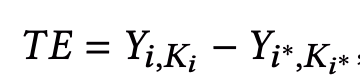 TE = Y_{i,K_i} − Y_{i*,K_{i*}},